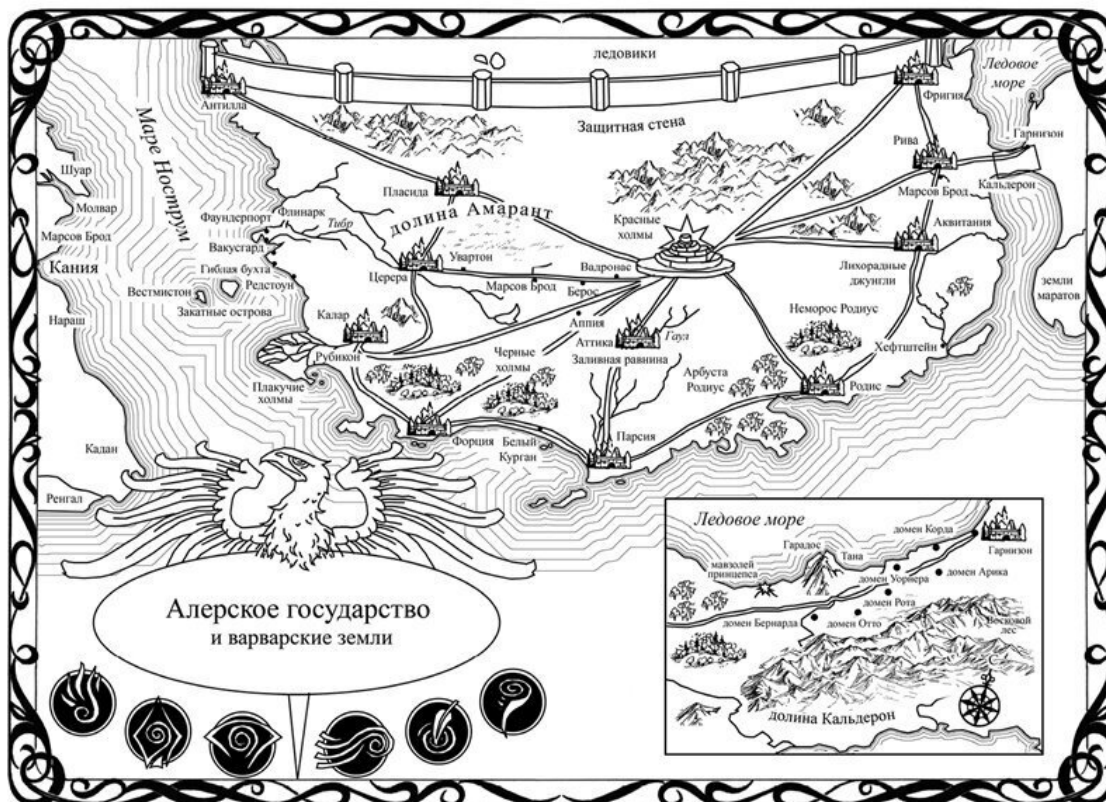 ледовики
Ледовое
море
Антилла
Фригия
Защитная стена
Маре Нострум
Рива
Гарнизон
Шуар
Пласида
Марсов Брод
Кальдерон
Молвар
Фаундерпорт
Флинарк
Тибр
долина Амарант
Красные
холмы
Аквитания
Марсов Брод
Вакусгард
Увартон
Вадронас
Кания
Гиблая бухта
Церера
Марсов Брод
Берос
Лихорадные
джунгли
земли
маратов
Вестмистон
Редстоун
Закатные острова
Нараш
Калар
Аппия
Аттика
Гаул
Неморос Родиус
Хефтштейн
Рубикон
Черные
холмы
Заливная равнина
Плакучие
холмы
Арбуста
Родиус
Родис
Форция
Белый
Курган
Парсия
Кадан
Ренгал
Алерское государство
и варварские земли
Ледовое море
домен Корда
Гарнизон
Гарадос
Тана
мавзолей
принцепса
домен Уорнера
домен Арика
домен Рота
домен Бернарда
домен Отто
Восковой
лес
С
долина Кальдерон